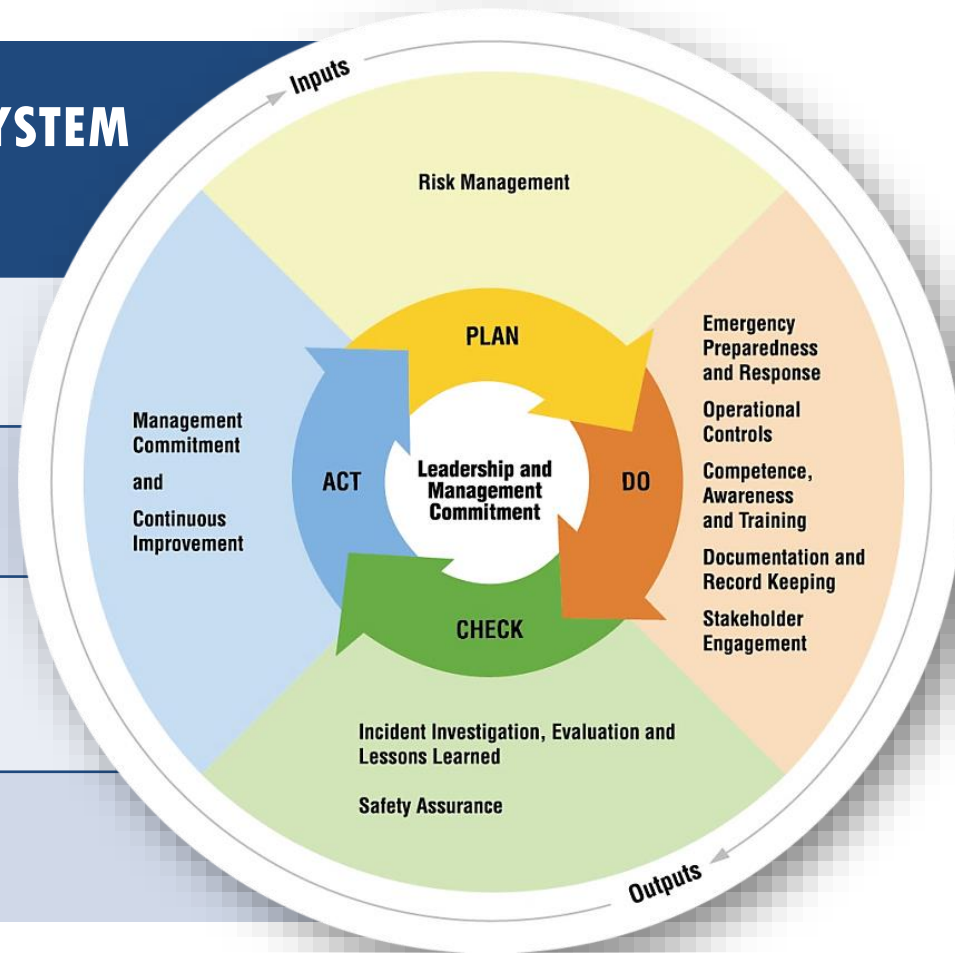 YSTEM
Inputs
Risk Management
PLAN
Emergency
Preparedness
and Response
Operational
Controls
Competence,
Awareness
and Training
Documentation and
Record Keeping
Stakeholder
Engagement
DO
Leadership and
Management
Commitment
ACT
Management
Commitment
and
Continuous
Improvement
CHECK
Incident Investigation, Evaluation and
Lessons Learned
Safety Assurance
Outputs